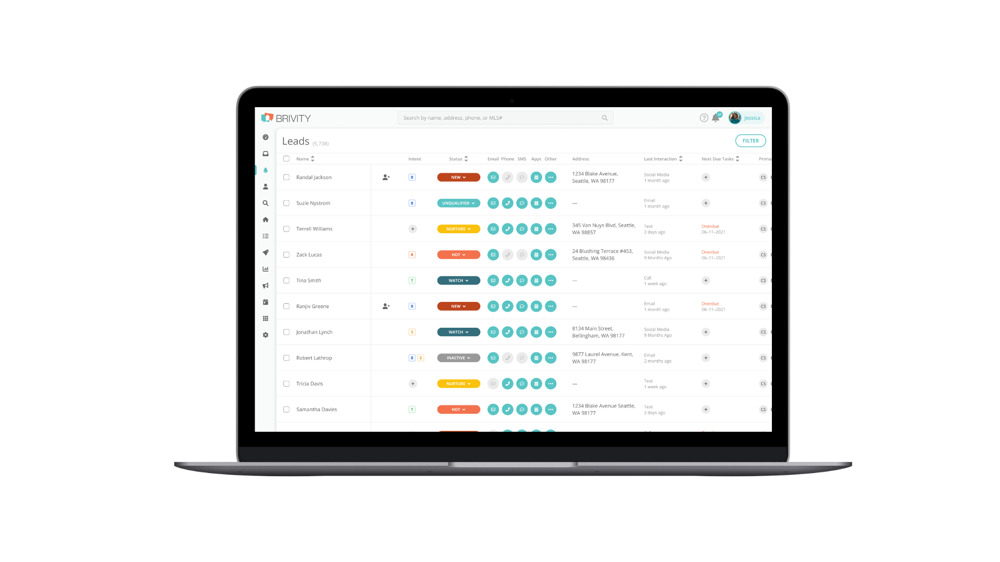 BRIVITY
Search by name, address, phone, or MLS#
?
37
Jessica
Leads (5,738)
FILTER
Name Intent Status Email Phone SMS Appt Other Address Last Interaction Next Due Tasks Prima
Randal Jackson B NEW 1234 Blake Avenue, Seattle, WA 98177 Social Media 1 month ago + CS
Suzie Nystrom B UNQUALIFIED — Email 1 month ago + CS
Terrell Williams + NURTURE 345 Van Nuys Blvd, Seattle, WA 98857 Text 2 days ago Overdue 06-11-2021 CS
Zack Lucas R HOT 24 Blushing Terrace #453, Seattle, WA 98436 Social Media 9 Months Ago Overdue 06-11-2021 CS
Tina Smith T WATCH — Call 1 week ago + CS
Ranjiv Greene B NEW — Email 1 month ago Overdue 06-11-2021 CS
Jonathan Lynch S WATCH 8134 Main Street, Bellingham, WA 98177 Social Media 9 Months Ago + CS
Robert Lathrop B S INACTIVE 9877 Laurel Avenue, Kent, WA 98177 Email 2 months ago + CS
Tricia Davis + NURTURE — Text 1 week ago + CS
Samantha Davies T HOT 1234 Blake Avenue Seattle, WA 98177 Text 2 days ago + CS